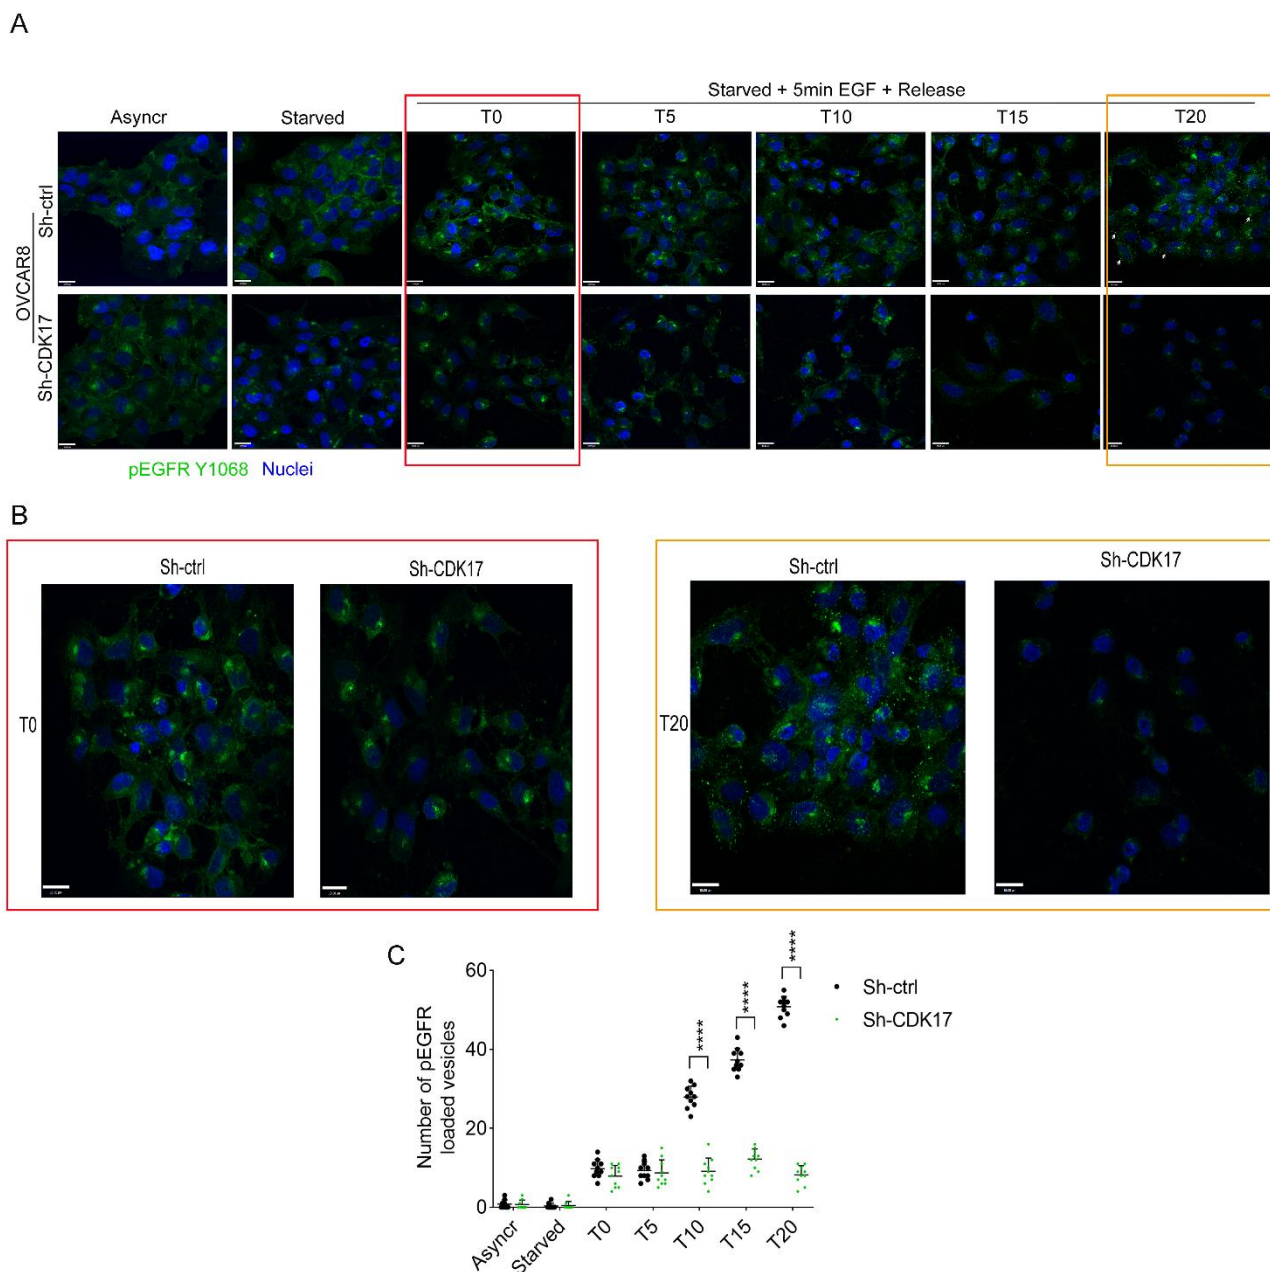 A
Starved + 5min EGF + Release
Asyncr Starved T0 T5 T10 T15 T20
OVCAR8
Sh-ctrl
Sh-CDK17
pEGFR Y1068 Nuclei
B
Sh-ctrl Sh-CDK17
T0
Sh-ctrl Sh-CDK17
T20
C
Number of pEGFR
loaded vesicles
60
40
20
0
****
****
****
Sh-ctrl
Sh-CDK17
Asyncr Starved T0 T5 T10 T15 T20